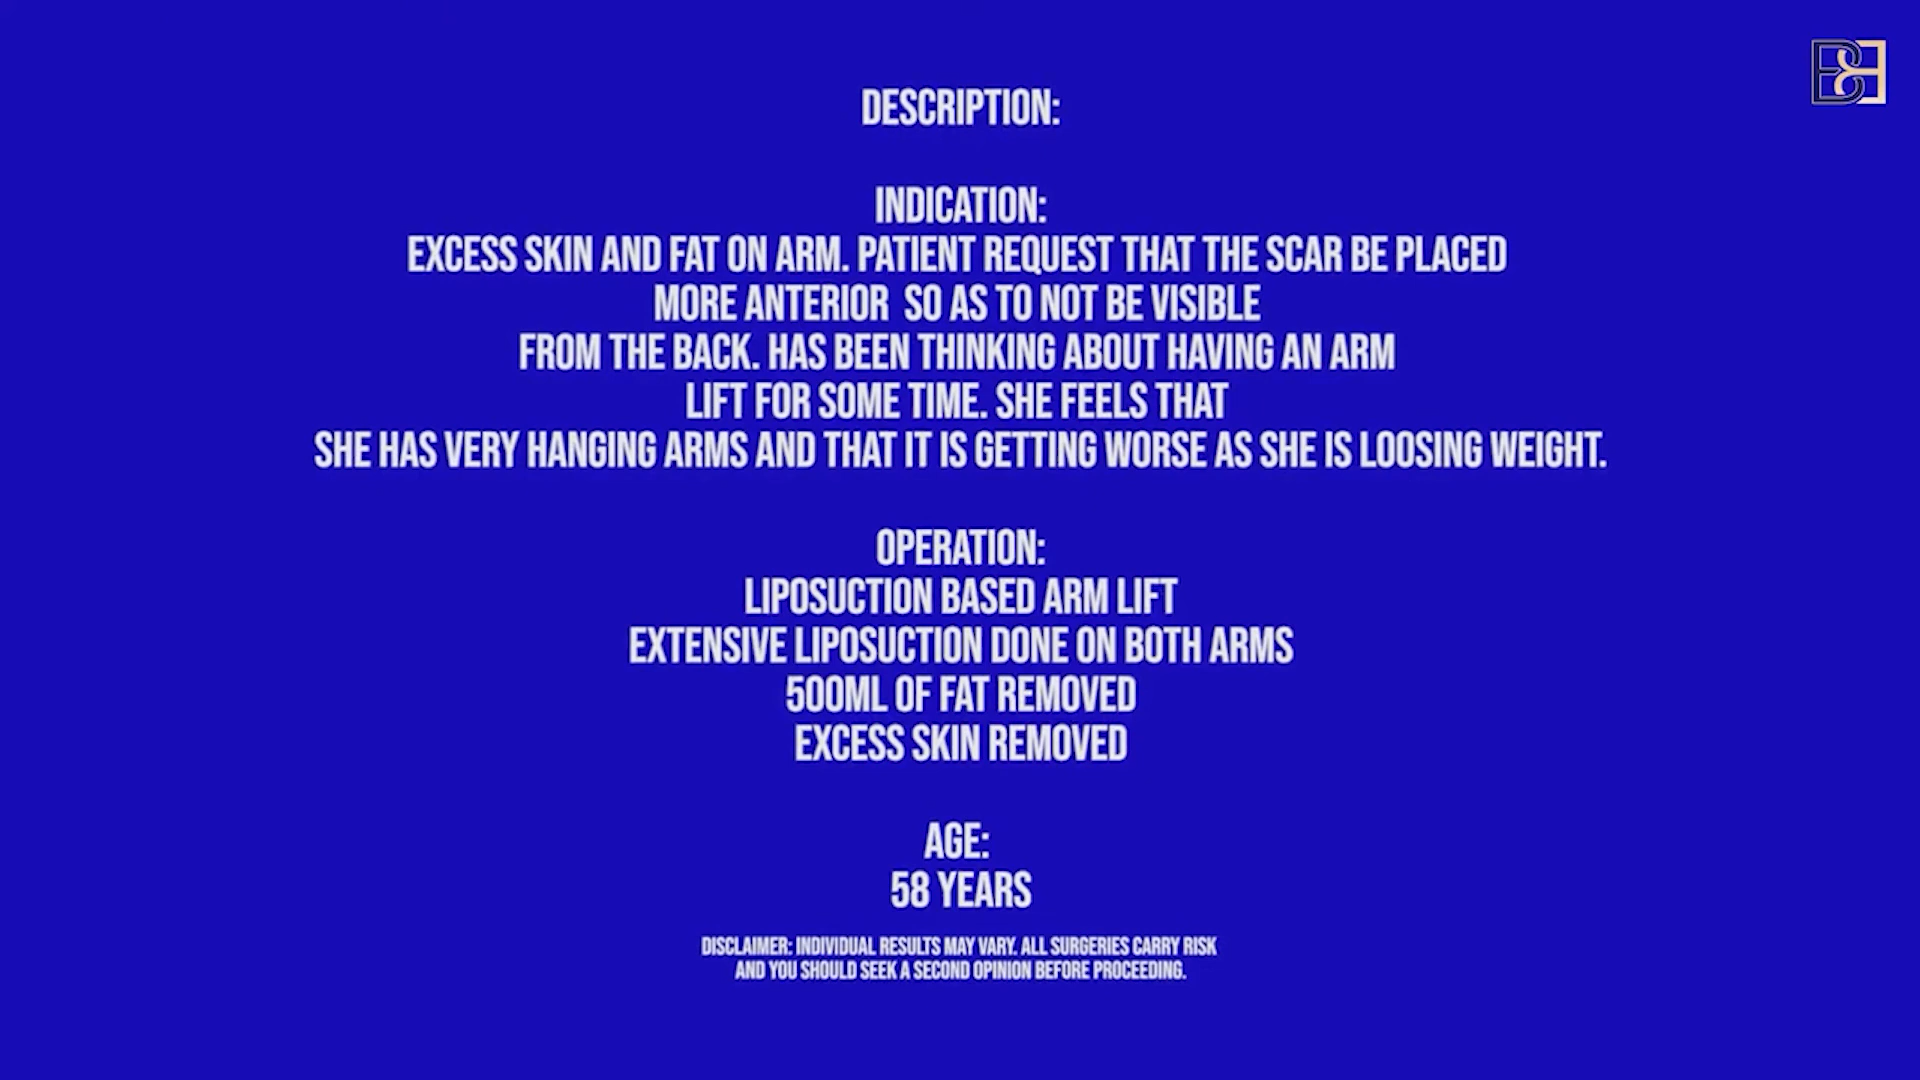 DESCRIPTION:
INDICATION:
EXCESS SKIN AND FAT ON ARM. PATIENT REQUEST THAT THE SCAR BE PLACED
MORE ANTERIOR SO AS TO NOT BE VISIBLE
FROM THE BACK. HAS BEEN THINKING ABOUT HAVING AN ARM
LIFT FOR SOME TIME. SHE FEELS THAT
SHE HAS VERY HANGING ARMS AND THAT IT IS GETTING WORSE AS SHE IS LOOSING WEIGHT.
OPERATION:
LIPOSUCTION BASED ARM LIFT
EXTENSIVE LIPOSUCTION DONE ON BOTH ARMS
500ML OF FAT REMOVED
EXCESS SKIN REMOVED
AGE:
58 YEARS
DISCLAIMER: INDIVIDUAL RESULTS MAY VARY. ALL SURGERIES CARRY RISK
AND YOU SHOULD SEEK A SECOND OPINION BEFORE PROCEEDING.